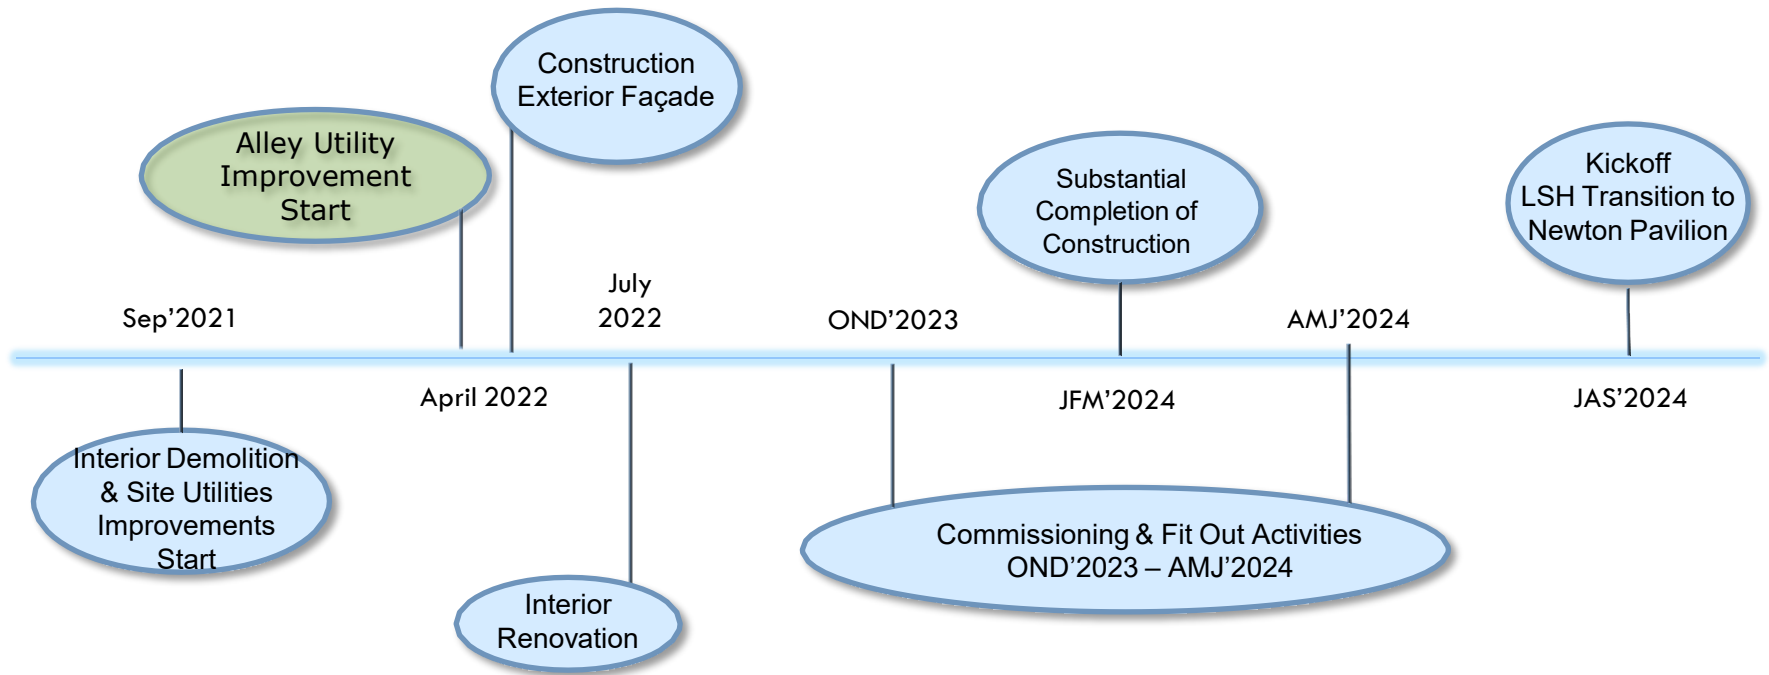 Construction
Exterior Façade
Alley Utility
Improvement
Start
Substantial
Completion of
Construction
Kickoff
LSH Transition to
Newton Pavilion
Sep’2021
July
2022
OND’2023
AMJ’2024
April 2022
JFM’2024
JAS’2024
Interior Demolition
& Site Utilities
Improvements
Start
Interior
Renovation
Commissioning & Fit Out Activities
OND’2023 – AMJ’2024